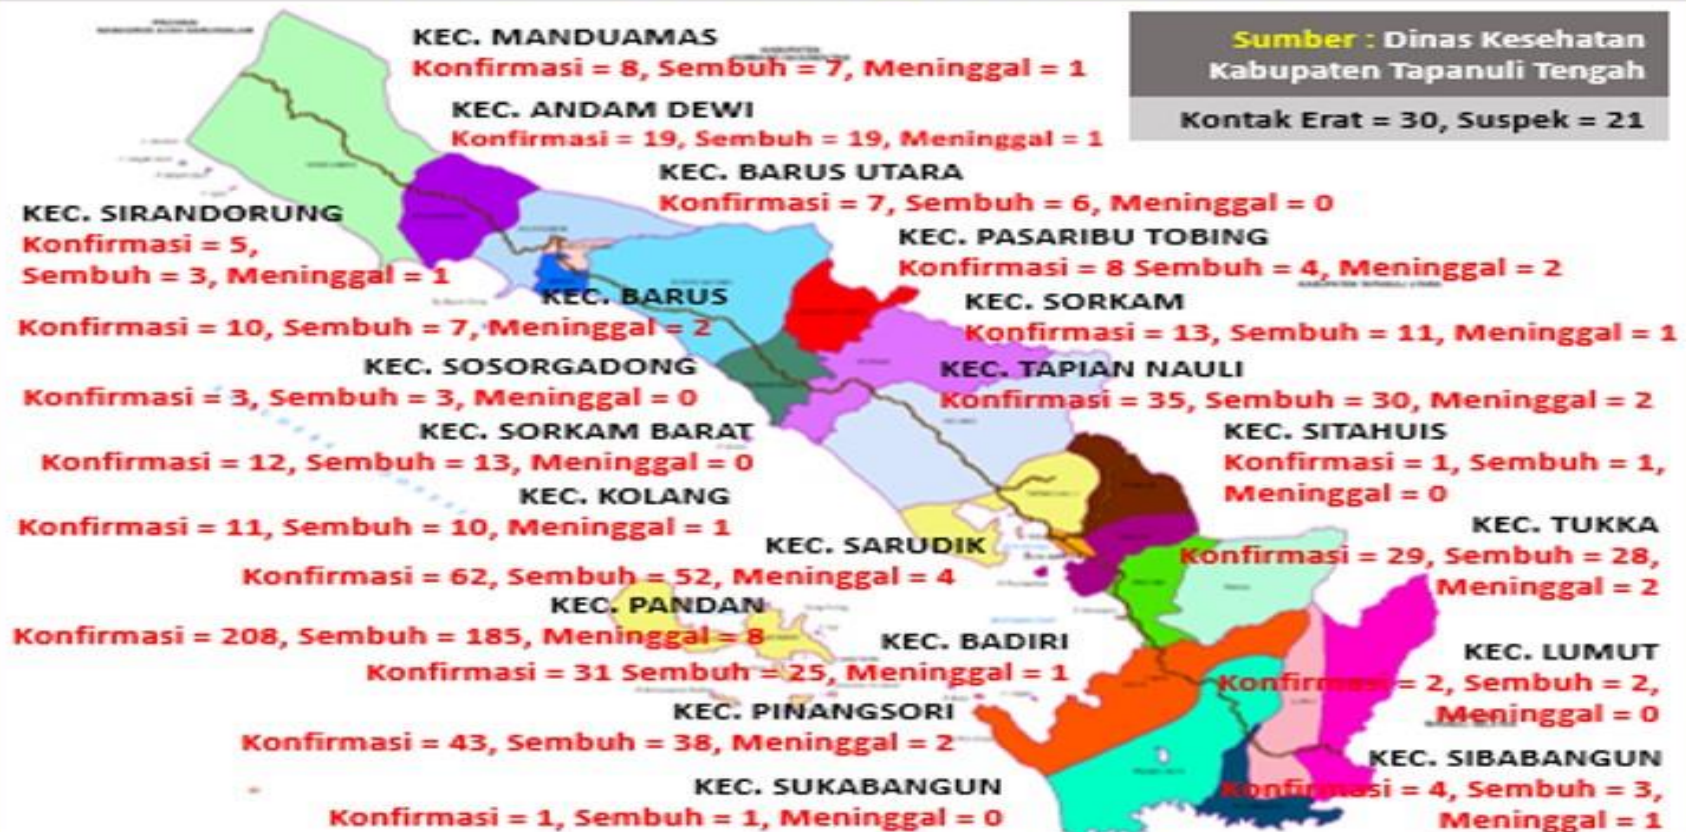 KEC. MANDUAMAS
Konfirmasi = 8, Sembuh = 7, Meninggal = 1
Sumber : Dinas Kesehatan
Kabupaten Tapanuli Tengah
Kontak Erat = 30, Suspek = 21
KEC. ANDAM DEWI
Konfirmasi = 19, Sembuh = 19, Meninggal = 1
KEC. BARUS UTARA
Konfirmasi = 7, Sembuh = 6, Meninggal = 0
KEC. SIRANDORUNG
Konfirmasi = 5,
Sembuh = 3, Meninggal = 1
KEC. PASARIBU TOBING
Konfirmasi = 8 Sembuh = 4, Meninggal = 2
KEC. BARUS
Konfirmasi = 10, Sembuh = 7, Meninggal = 2
KEC. SORKAM
Konfirmasi = 13, Sembuh = 11, Meninggal = 1
KEC. SOSORGADONG
Konfirmasi = 3, Sembuh = 3, Meninggal = 0
KEC. TAPIAN NAULI
Konfirmasi = 35, Sembuh = 30, Meninggal = 2
KEC. SORKAM BARAT
Konfirmasi = 12, Sembuh = 13, Meninggal = 0
KEC. SITAHUIS
Konfirmasi = 1, Sembuh = 1,
Meninggal = 0
KEC. KOLANG
Konfirmasi = 11, Sembuh = 10, Meninggal = 1
KEC. TUKKA
Konfirmasi = 29, Sembuh = 28,
Meninggal = 2
KEC. SARUDIK
Konfirmasi = 62, Sembuh = 52, Meninggal = 4
KEC. PANDAN
Konfirmasi = 208, Sembuh = 185, Meninggal = 8
KEC. BADIRI
Konfirmasi = 31 Sembuh = 25, Meninggal = 1
KEC. LUMUT
Konfirmasi = 2, Sembuh = 2,
Meninggal = 0
KEC. PINANGSORI
Konfirmasi = 43, Sembuh = 38, Meninggal = 2
KEC. SIBABANGUN
Konfirmasi = 4, Sembuh = 3,
Meninggal = 1
KEC. SUKABANGUN
Konfirmasi = 1, Sembuh = 1, Meninggal = 0